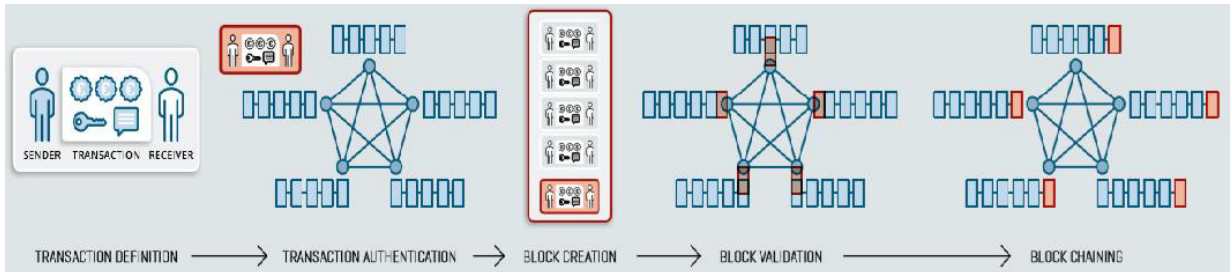 SENDER TRANSACTION RECEIVER
TRANSACTION DEFINITION TRANSACTION AUTHENTICATION BLOCK CREATION BLOCK VALIDATION BLOCK CHAINING